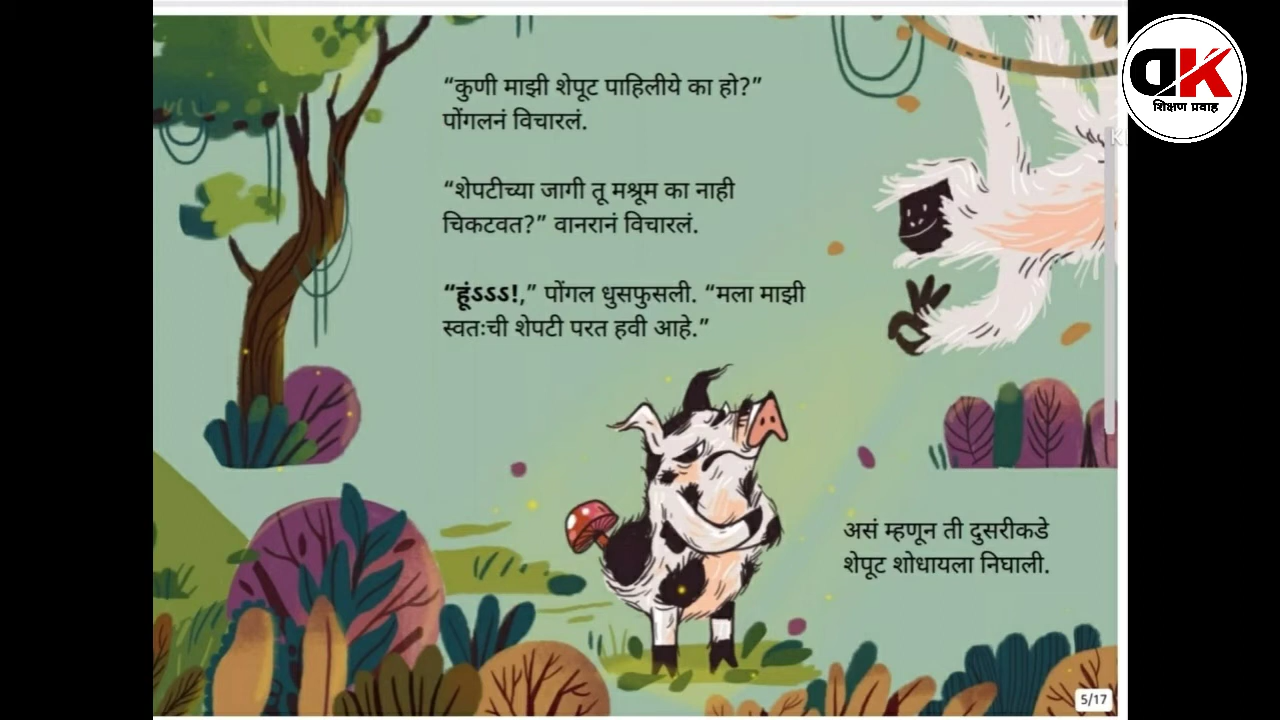 “कुणी माझी शेपूट पाहिलीये का हो?”
पोंगलनं विचारलं.
“शेपटीच्या जागी तू मश्रूम का नाही
चिकटवत?” वानरानं विचारलं.
“हूंऽऽऽ!,” पोंगल धुसफुसली. “मला माझी
स्वतःची शेपटी परत हवी आहे.”
असं म्हणून ती दुसरीकडे
शेपूट शोधायला निघाली.
5/17
DK
शिक्षण प्रवाह